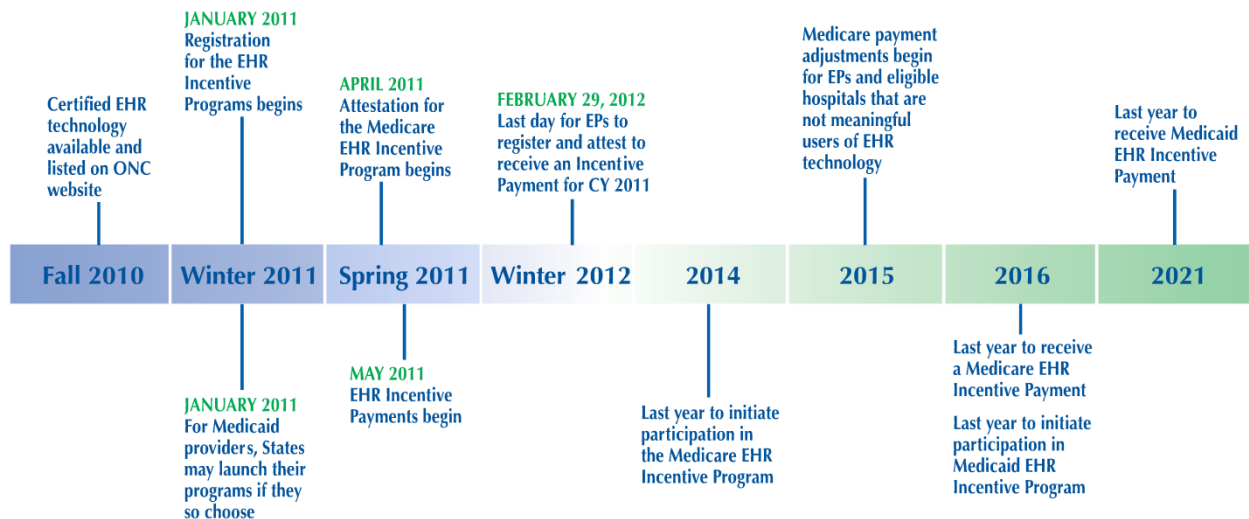 Certified EHR
technology
available and
listed on ONC
website
JANUARY 2011
Registration
for the EHR
Incentive
Programs begins
APRIL 2011
Attestation for
the Medicare
EHR Incentive
Program begins
FEBRUARY 29, 2012
Last day for EPs to
register and attest to
receive an Incentive
Payment for CY 2011
Medicare payment
adjustments begin
for EPs and eligible
hospitals that are
not meaningful
users of EHR
technology
Last year to
receive Medicaid
EHR Incentive
Payment
Fall 2010
Winter 2011
Spring 2011
Winter 2012
2014
2015
2016
2021
JANUARY 2011
For Medicaid
providers, States
may launch their
programs if they
so choose
MAY 2011
EHR Incentive
Payments begin
Last year to initiate
participation in
the Medicare EHR
Incentive Program
Last year to receive
a Medicare EHR
Incentive Payment
Last year to initiate
participation in
Medicaid EHR
Incentive Program